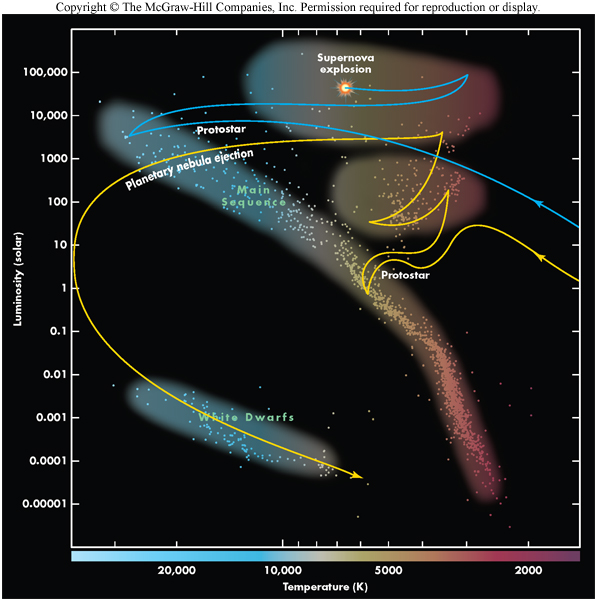 Copyright © The McGraw-Hill Companies, Inc. Permission required for reproduction or display.
Supernova
explosion
100,000
10,000
Protostar
1000
Planetary nebula ejection
Main
Sequence
100
10
Luminosity (solar)
Protostar
1
0.1
0.01
0.001
White Dwarfs
0.0001
0.00001
20,000
10,000
5000
2000
Temperature (K)